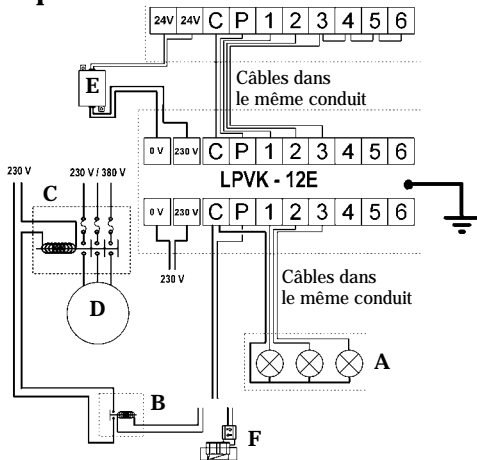 24V 24V C P 1 2 3 4 5 6
E
Câbles dans
le même conduit
0 V 230 V C P 1 2 3 4 5 6
LPVK - 12E
230 V
230 V / 380 V
C
0 V 230 V C P 1 2 3 4 5 6
230 V
Câbles dans
le même conduit
D
A
B
F